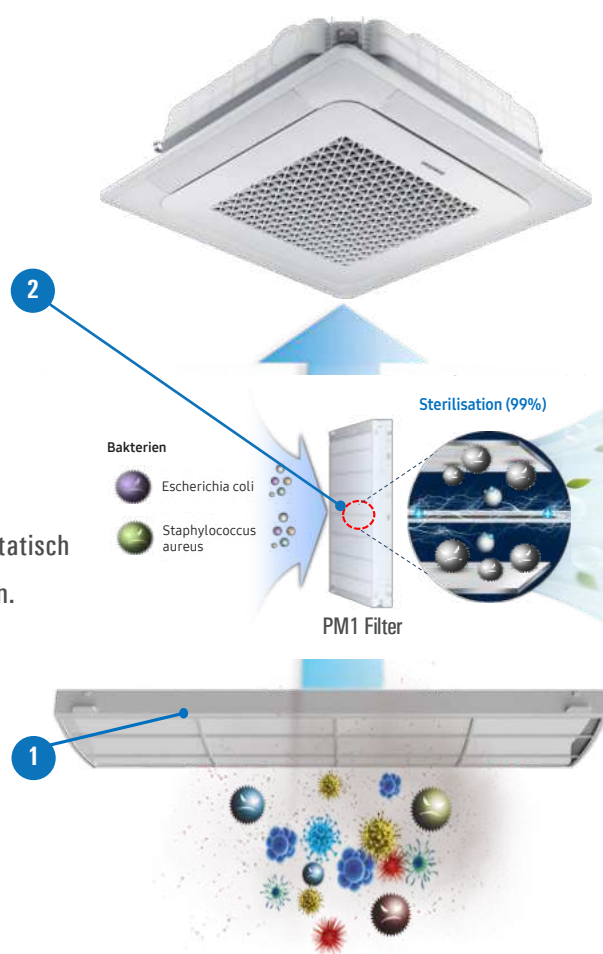 2
Sterilisation (99%)
Bakterien
Escherichia coli
Staphylococcus
aureus
tatisch
n.
PM1 Filter
1